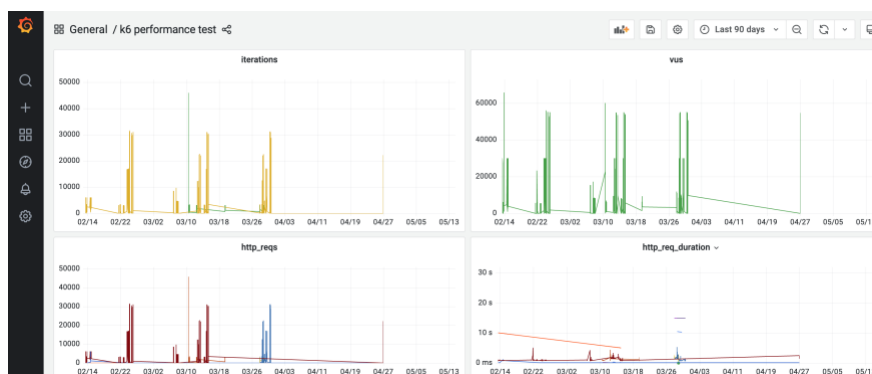 General / k6 performance test
Last 90 days
iterations
50000
40000
30000
20000
10000
0
02/14 02/22 03/02 03/10 03/18 03/26 04/03 04/11 04/19 04/27 05/05 05/13
vus
60000
40000
20000
0
02/14 02/22 03/02 03/10 03/18 03/26 04/03 04/11 04/19 04/27 05/05
http_reqs
50000
40000
30000
20000
10000
0
02/14 02/22 03/02 03/10 03/18 03/26 04/03 04/11 04/19 04/27 05/05 05/13
http_req_duration
30 s
20 s
10 s
0 ms
02/14 02/22 03/02 03/10 03/18 03/26 04/03 04/11 04/19 04/27 05/05